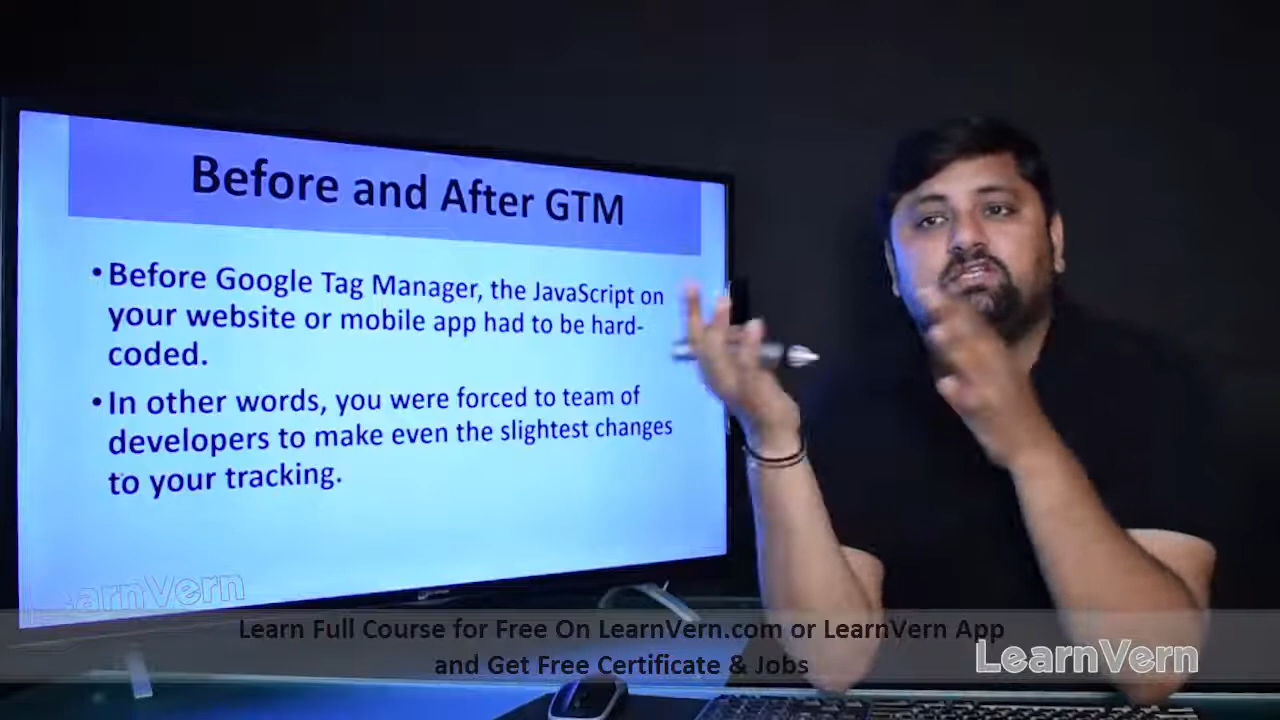 Before and After GTM
•Before Google Tag Manager, the JavaScript on
your website or mobile app had to be hard-
coded.
•In other words, you were forced to team of
developers to make even the slightest changes
to your tracking.
LearnVern
Learn Full Course for Free On LearnVern.com or LearnVern App
and Get Free Certificate & Jobs
LearnVern